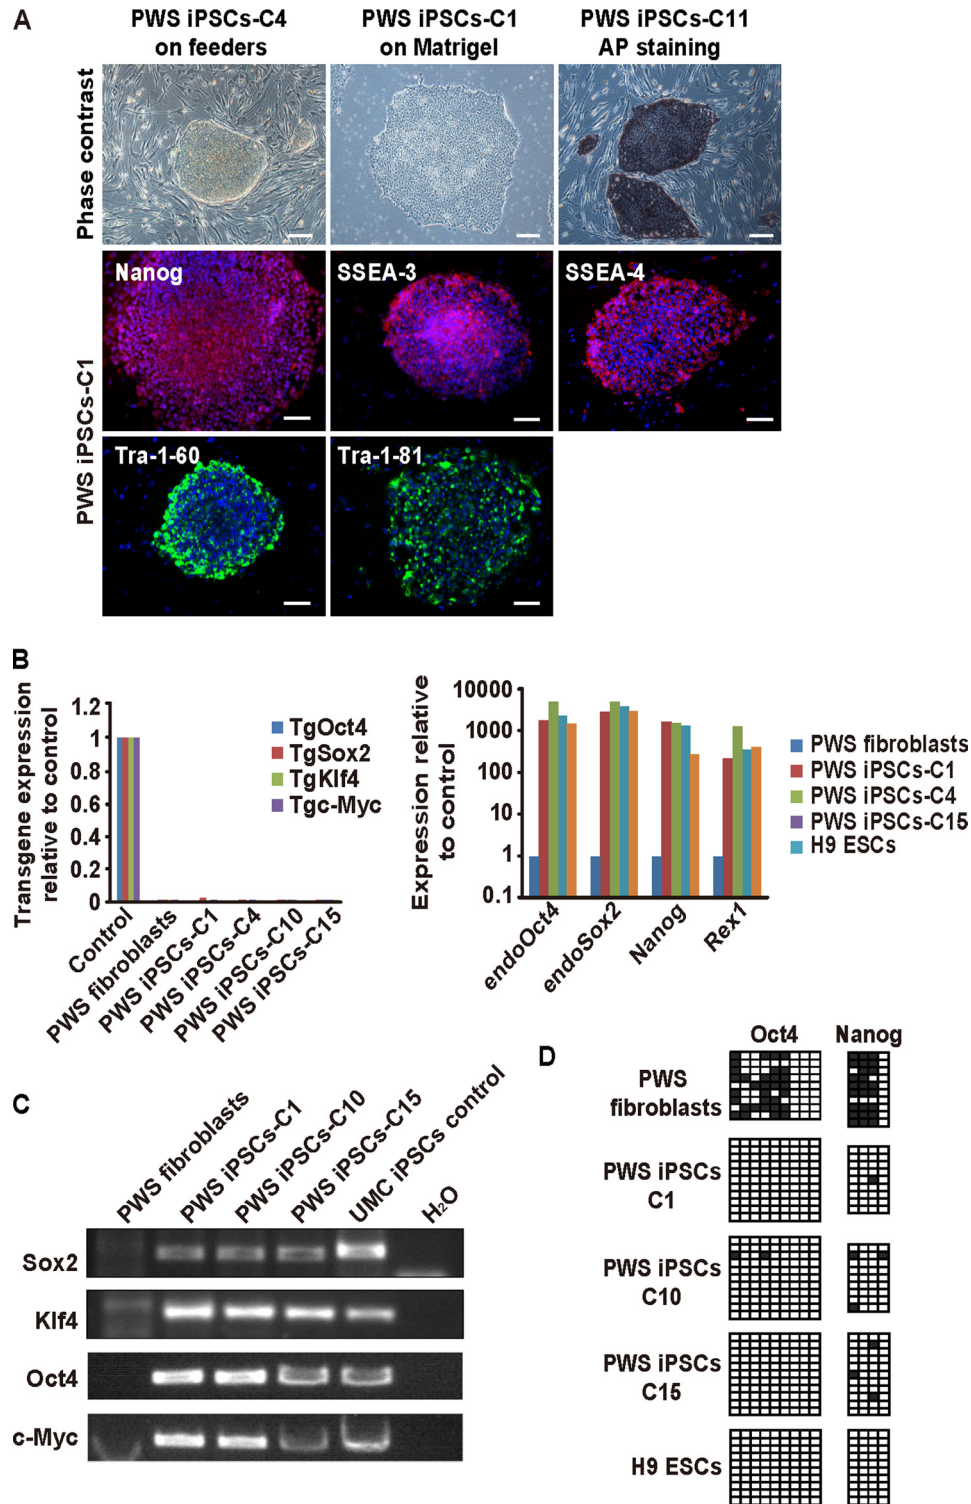 A
PWS iPSCs-C4
on feeders
PWS iPSCs-C1
on Matrigel
PWS iPSCs-C11
AP staining
Phase contrast
PWS iPSCs-C1
Nanog
SSEA-3
SSEA-4
Tra-1-60
Tra-1-81
B
Transgene expression
relative to control
1.2
1
0.8
0.6
0.4
0.2
0
TgOct4
TgSox2
TgKlf4
Tgc-Myc
Control
PWS fibroblasts
PWS iPSCs-C1
PWS iPSCs-C4
PWS iPSCs-C10
PWS iPSCs-C15
Expression relative
to control
10000
1000
100
10
1
0.1
endoOct4
endoSox2
Nanog
Rex1
PWS fibroblasts
PWS iPSCs-C1
PWS iPSCs-C4
PWS iPSCs-C15
H9 ESCs
C
PWS fibroblasts
PWS iPSCs-C1
PWS iPSCs-C10
PWS iPSCs-C15
UMC iPSCs control
H₂O
Sox2
Klf4
Oct4
c-Myc
D
Oct4
Nanog
PWS
fibroblasts
PWS iPSCs
C1
PWS iPSCs
C10
PWS iPSCs
C15
H9 ESCs